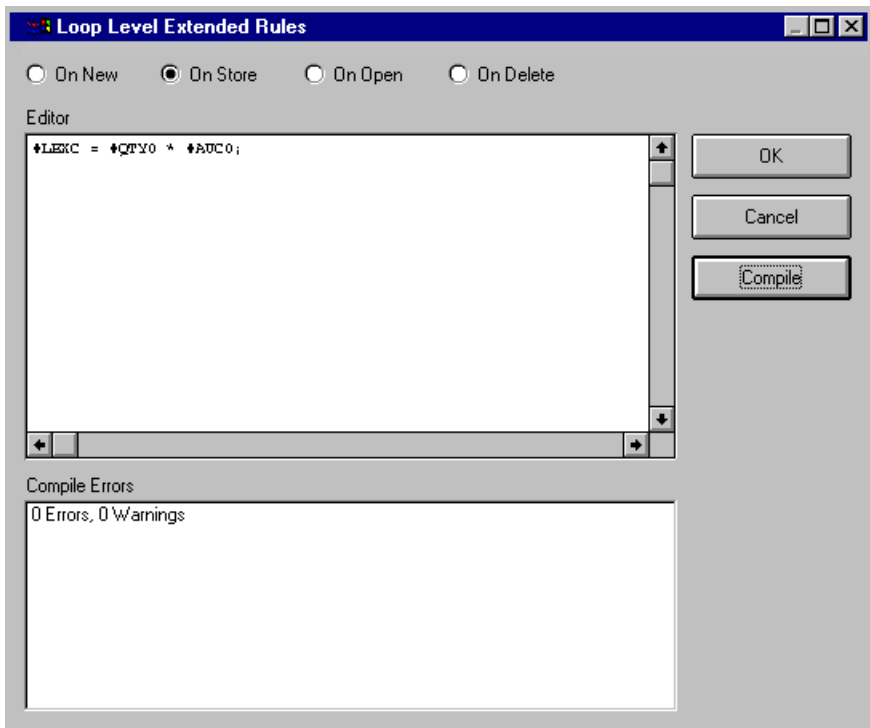 Loop Level Extended Rules
On New On Store On Open On Delete
Editor
#LEXC = #QTY0 * #AUC0;
OK
Cancel
Compile
Compile Errors
0 Errors, 0 Warnings